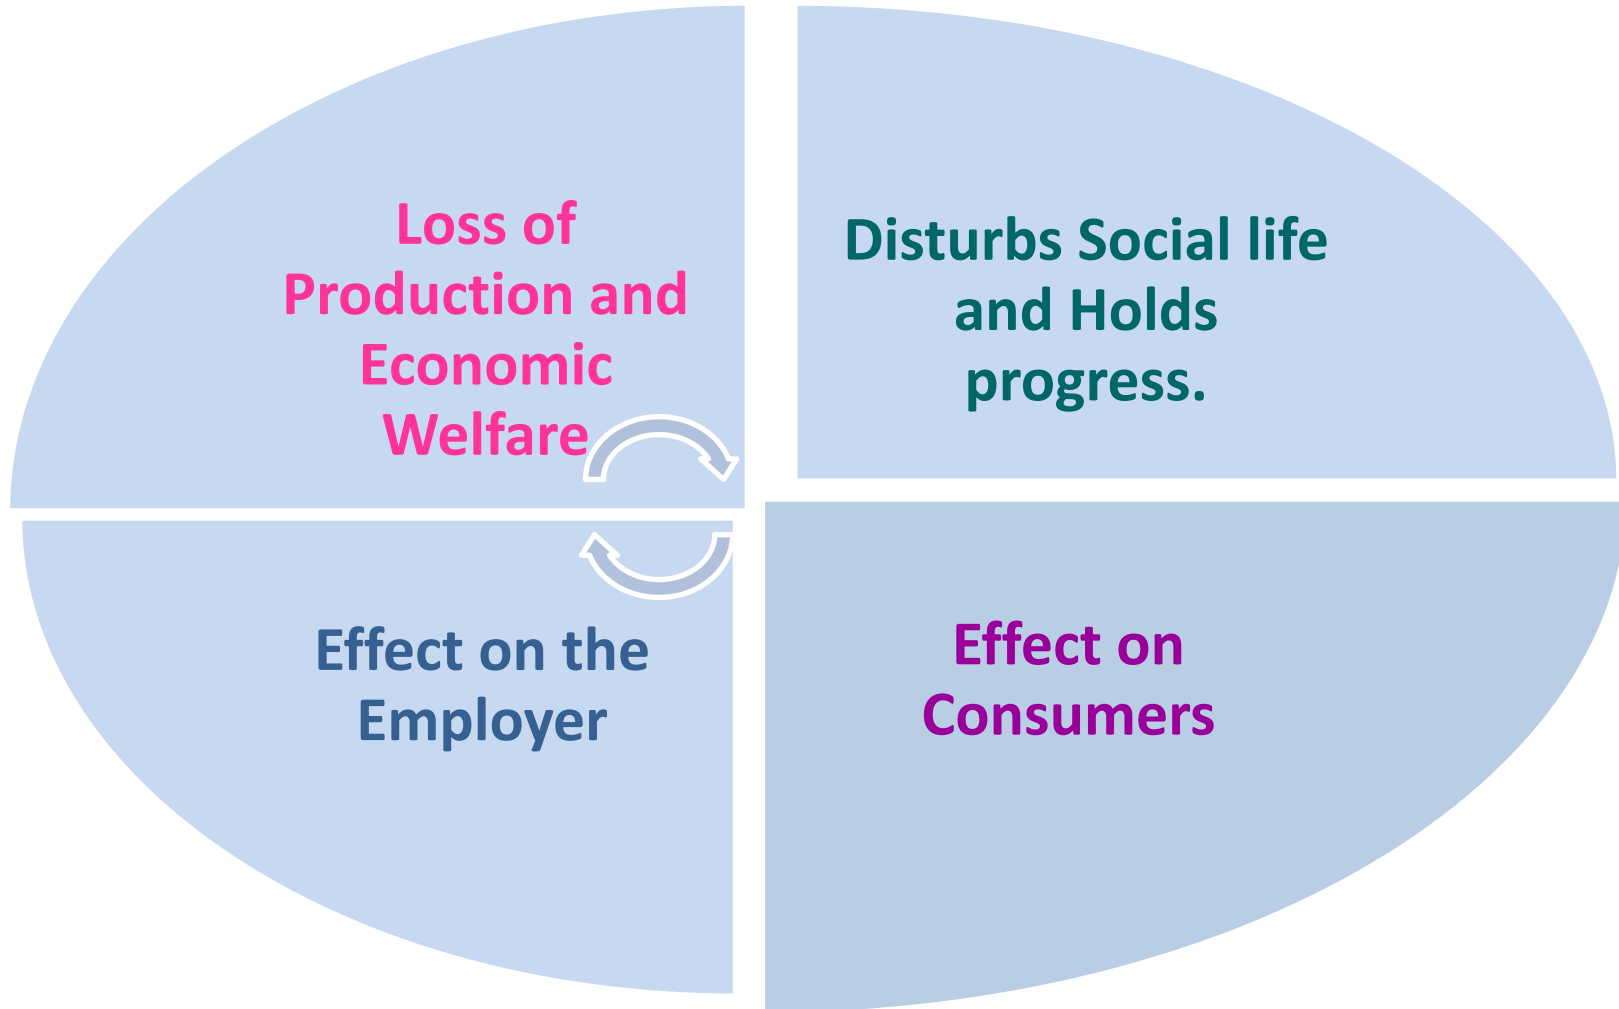 Loss of
Production and
Economic
Welfare
Disturbs Social life
and Holds
progress.
Effect on the
Employer
Effect on
Consumers